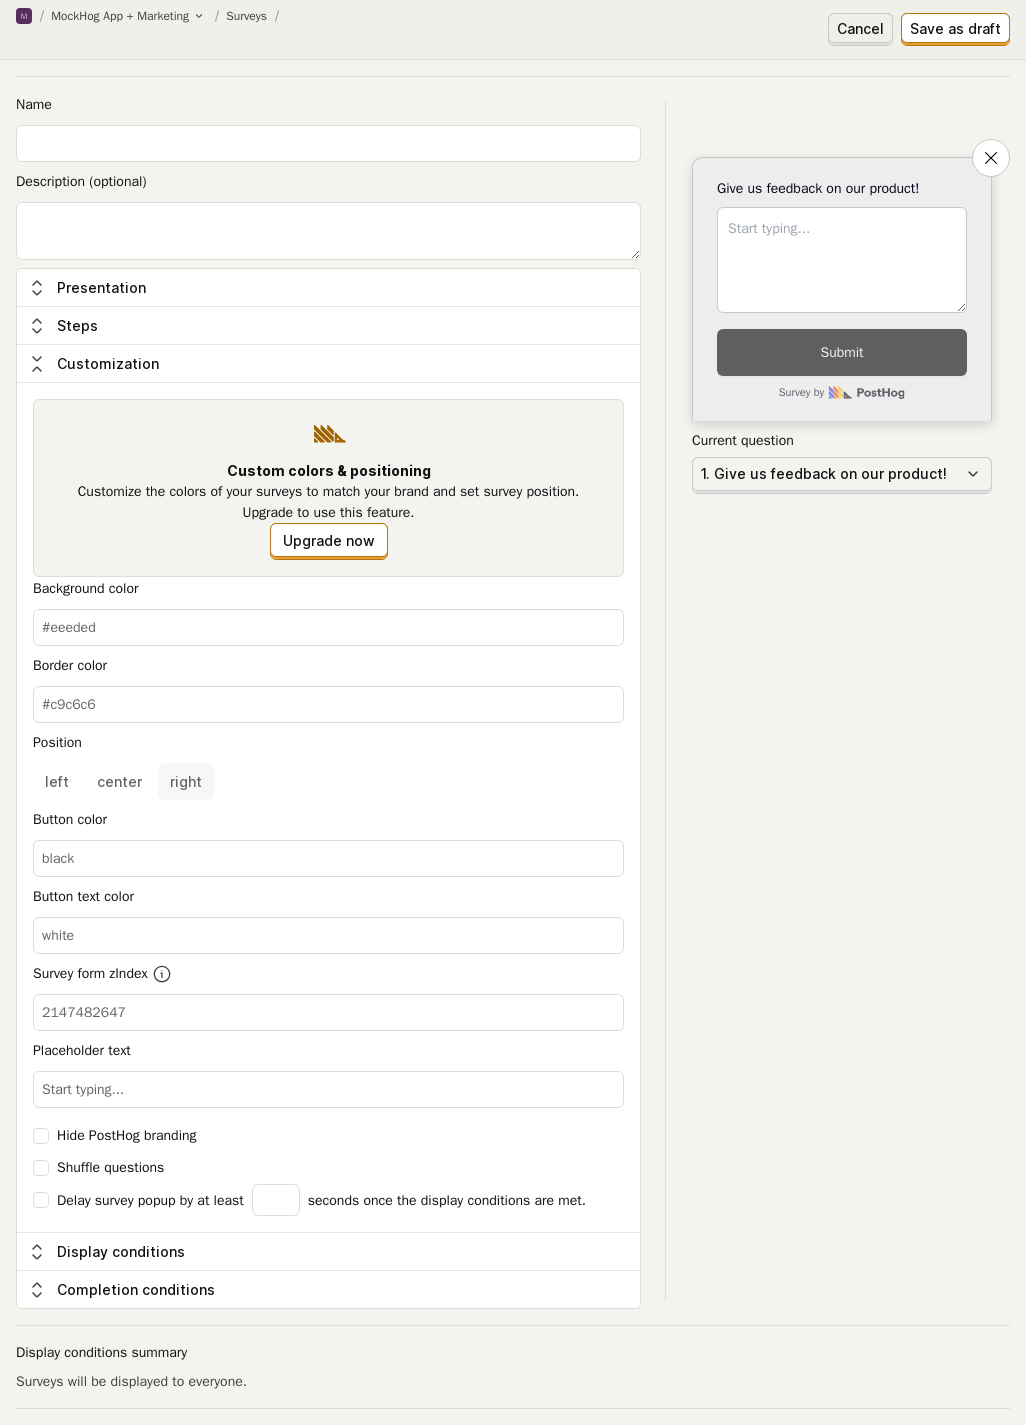 M / MockHog App + Marketing / Surveys /
Cancel
Save as draft
Name
Description (optional)
Presentation
Steps
Customization
Custom colors & positioning
Customize the colors of your surveys to match your brand and set survey position.
Upgrade to use this feature.
Upgrade now
Background color
#eeeded
Border color
#c9c6c6
Position
left center right
Button color
black
Button text color
white
Survey form zIndex
2147482647
Placeholder text
Start typing...
Hide PostHog branding
Shuffle questions
Delay survey popup by at least seconds once the display conditions are met.
Display conditions
Completion conditions
Give us feedback on our product!
Start typing...
Submit
Survey by PostHog
Current question
1. Give us feedback on our product!
Display conditions summary
Surveys will be displayed to everyone.